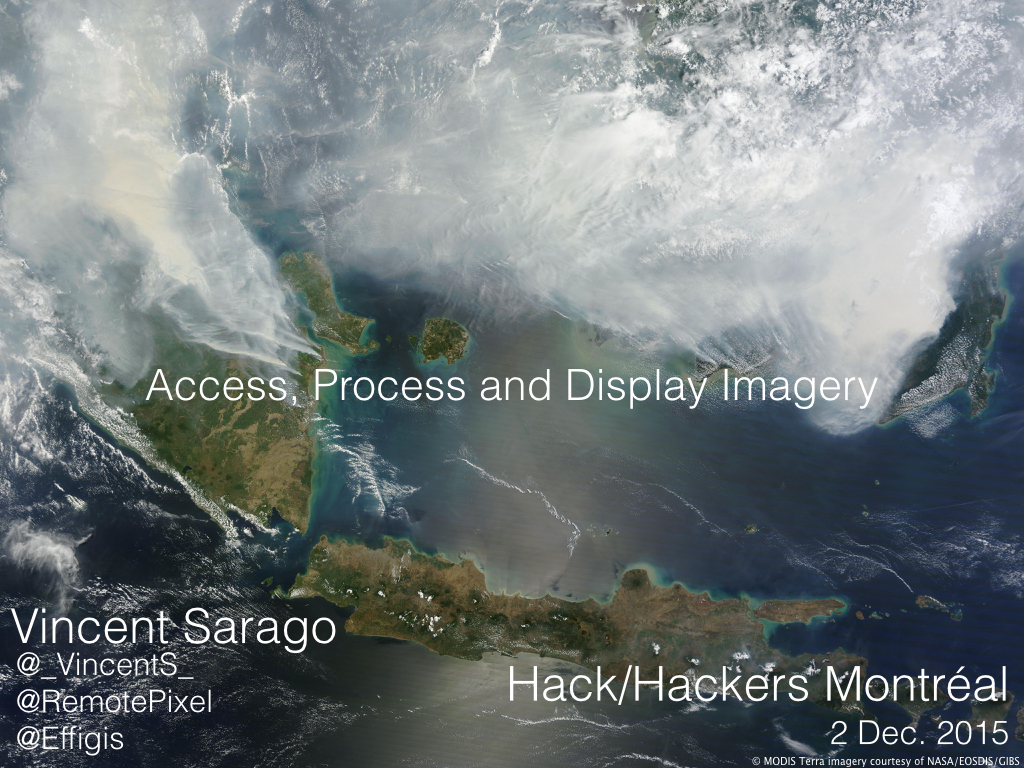 Access, Process and Display Imagery
Vincent Sarago
@_VincentS_
@RemotePixel
@Effigis
Hack/Hackers Montréal
2 Dec. 2015
© MODIS Terra imagery courtesy of NASA/EOSDIS/GIBS